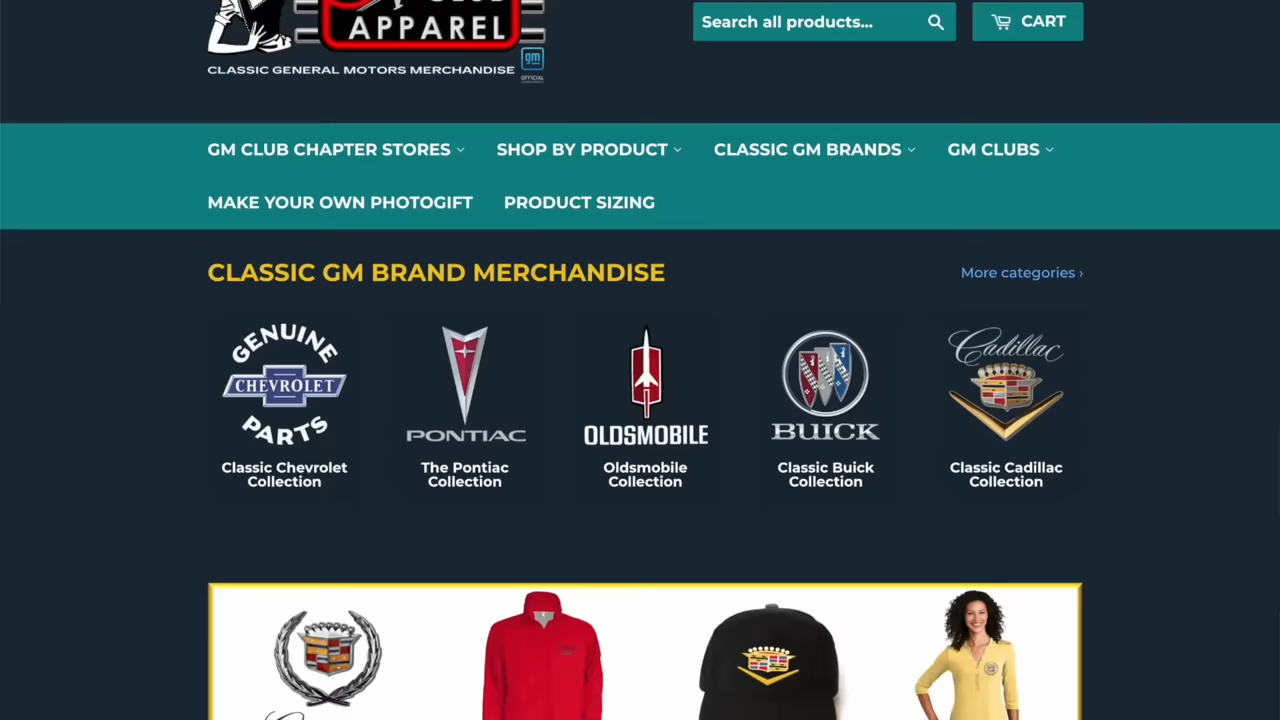 APPAREL
CLASSIC GENERAL MOTORS MERCHANDISE
gm
OFFICIAL
Search all products...
CART
GM CLUB CHAPTER STORES
SHOP BY PRODUCT
CLASSIC GM BRANDS
GM CLUBS
MAKE YOUR OWN PHOTOGIFT
PRODUCT SIZING
CLASSIC GM BRAND MERCHANDISE
More categories ›
GENUINE
CHEVROLET
PARTS
PONTIAC
OLDSMOBILE
BUICK
Cadillac
Classic Chevrolet
Collection
The Pontiac
Collection
Oldsmobile
Collection
Classic Buick
Collection
Classic Cadillac
Collection